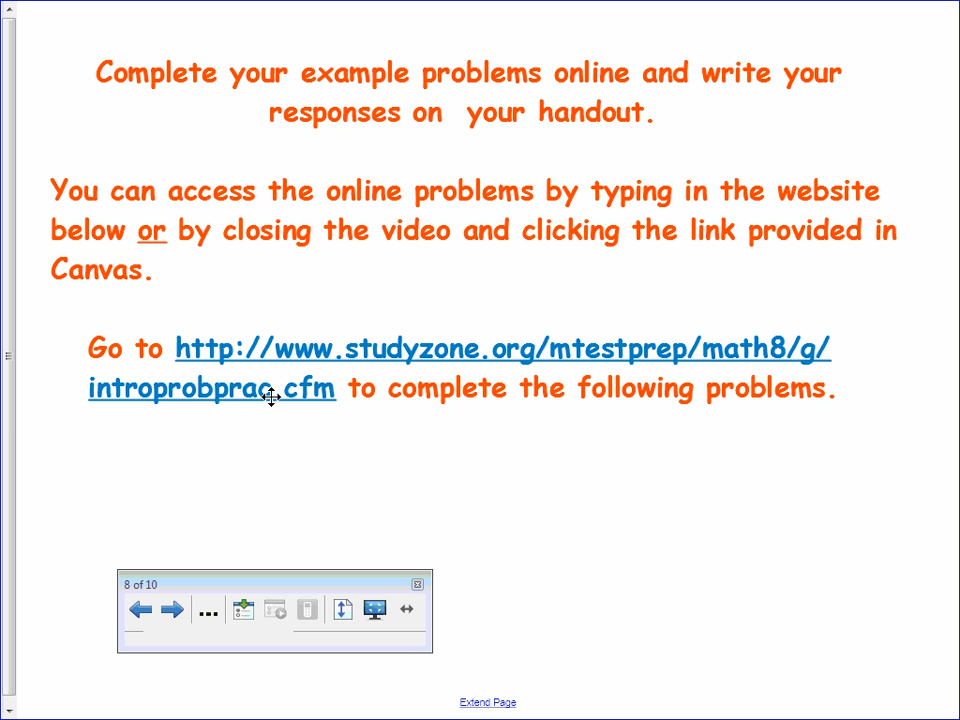 Complete your example problems online and write your
responses on your handout.
You can access the online problems by typing in the website
below or by closing the video and clicking the link provided in
Canvas.
Go to http://www.studyzone.org/mtestprep/math8/g/
introprobprac.cfm to complete the following problems.
8 of 10
...
Extend Page